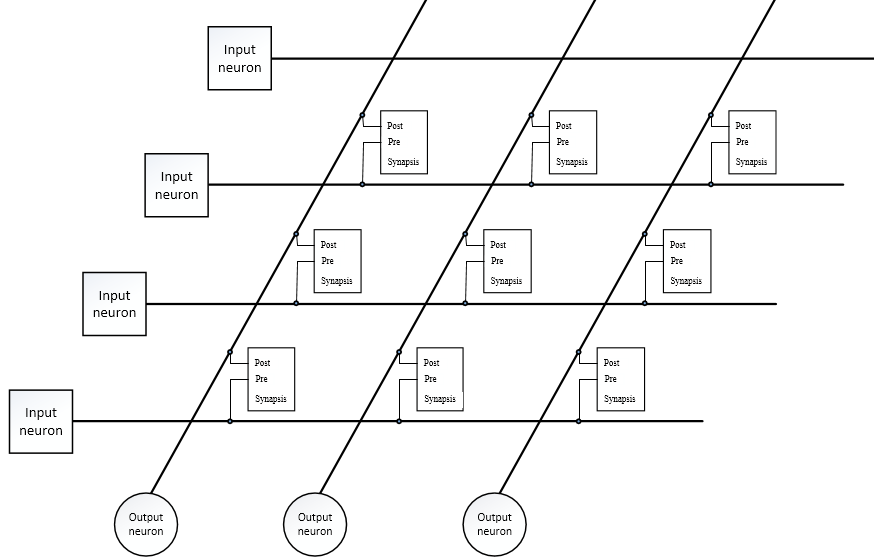 Input
neuron
Post
Pre
Synapsis
Post
Pre
Synapsis
Post
Pre
Synapsis
Input
neuron
Post
Pre
Synapsis
Post
Pre
Synapsis
Post
Pre
Synapsis
Input
neuron
Post
Pre
Synapsis
Post
Pre
Synapsis
Post
Pre
Synapsis
Input
neuron
Output
neuron
Output
neuron
Output
neuron